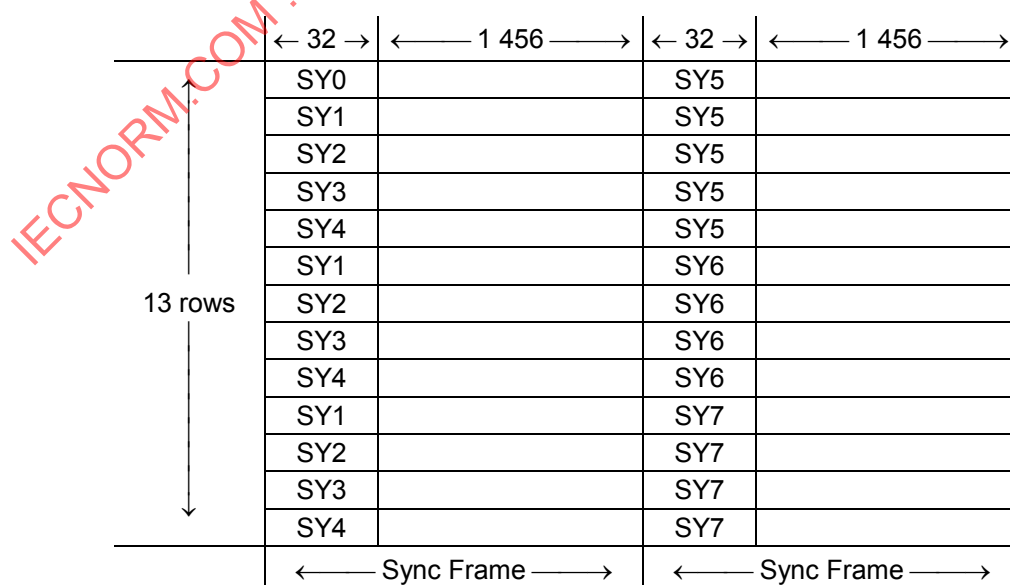 ← 32 → ← 1 456 → ← 32 → ← 1 456 →
SY0 SY5
SY1 SY5
SY2 SY5
SY3 SY5
SY4 SY5
SY1 SY6
13 rows SY2 SY6
SY3 SY6
SY4 SY6
SY1 SY7
SY2 SY7
SY3 SY7
SY4 SY7
← Sync Frame → ← Sync Frame →
IECNORM.COM